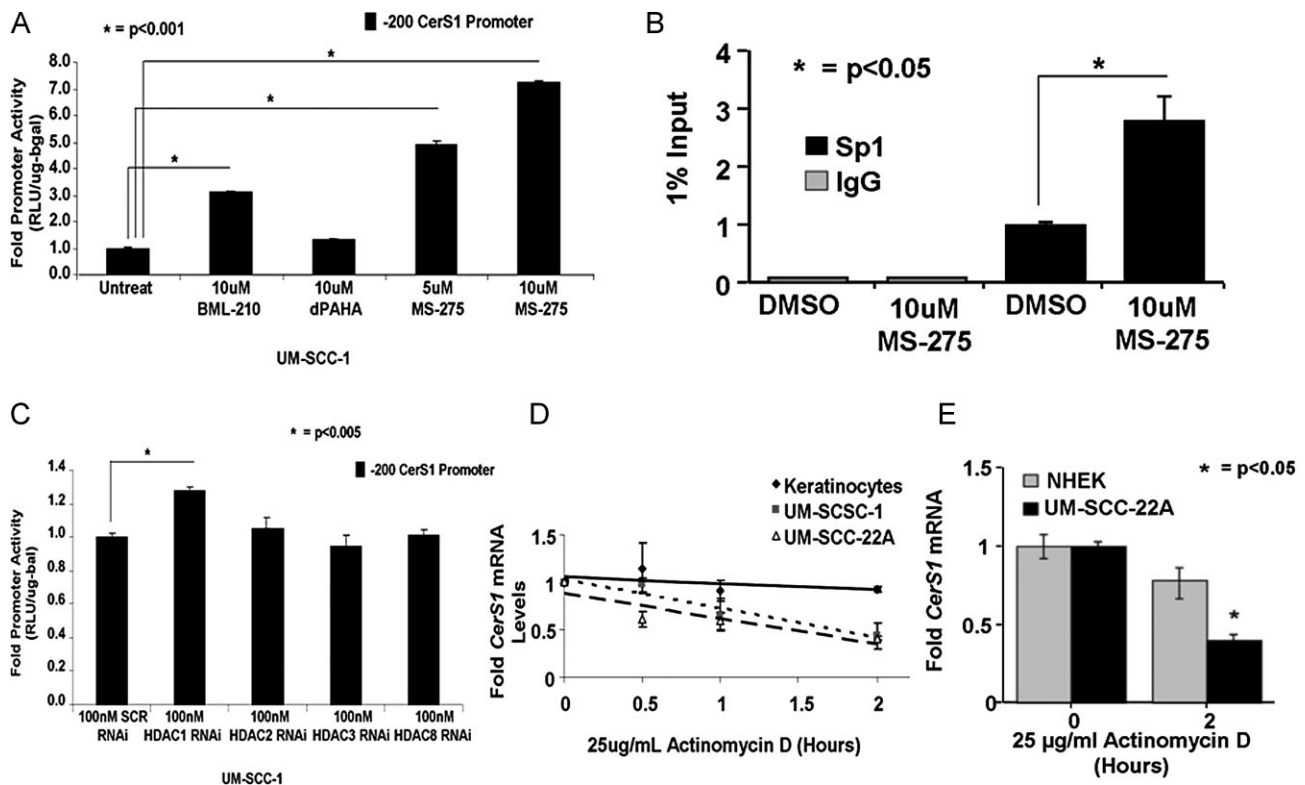 A
* = p<0.001
-200 CerS1 Promoter
Fold Promoter Activity
(RLU/ug-bgal)
8.0
7.0
6.0
5.0
4.0
3.0
2.0
1.0
0.0
*
*
*
Untreat
10uM
BML-210
10uM
dPAHA
5uM
MS-275
10uM
MS-275
UM-SCC-1
B
* = p<0.05
Sp1
IgG
1% Input
4
3
2
1
0
*
DMSO
10uM
MS-275
DMSO
10uM
MS-275
C
* = p<0.005
-200 CerS1 Promoter
Fold Promoter Activity
(RLU/ug-bal)
1.4
1.2
1.0
0.8
0.6
0.4
0.2
0.0
*
100nM SCR
RNAi
100nM
HDAC1 RNAi
100nM
HDAC2 RNAi
100nM
HDAC3 RNAi
100nM
HDAC8 RNAi
UM-SCC-1
D
Keratinocytes
UM-SCSC-1
UM-SCC-22A
Fold CerS1 mRNA
Levels
1.5
1
0.5
0
0
0.5
1
1.5
2
25ug/mL Actinomycin D (Hours)
E
* = p<0.05
NHEK
UM-SCC-22A
Fold CerS1 mRNA
1.5
1
0.5
0
*
0
2
25 µg/ml Actinomycin D
(Hours)